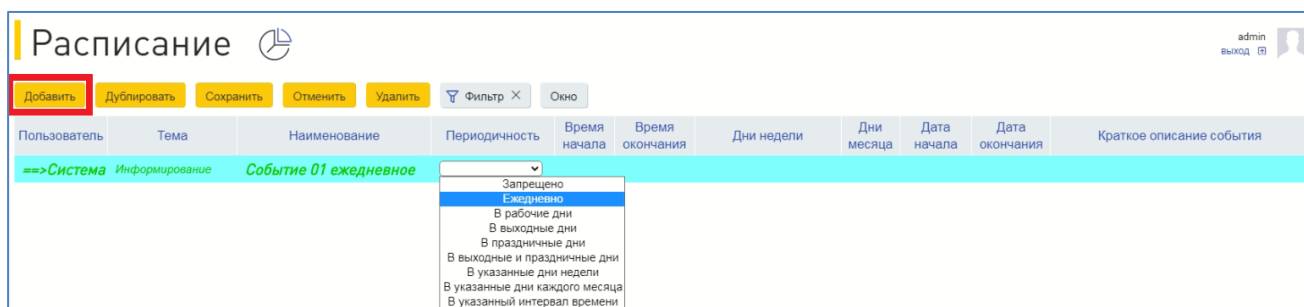 Расписание
admin
выход
Добавить Дублировать Сохранить Отменить Удалить Фильтр Окно
Пользователь Тема Наименование Периодичность Время начала Время окончания Дни недели Дни месяца Дата начала Дата окончания Краткое описание события
==>Система Информирование Событие 01 ежедневное
Запрещено
Ежедневно
В рабочие дни
В выходные дни
В праздничные дни
В выходные и праздничные дни
В указанные дни недели
В указанные дни каждого месяца
В указанный интервал времени